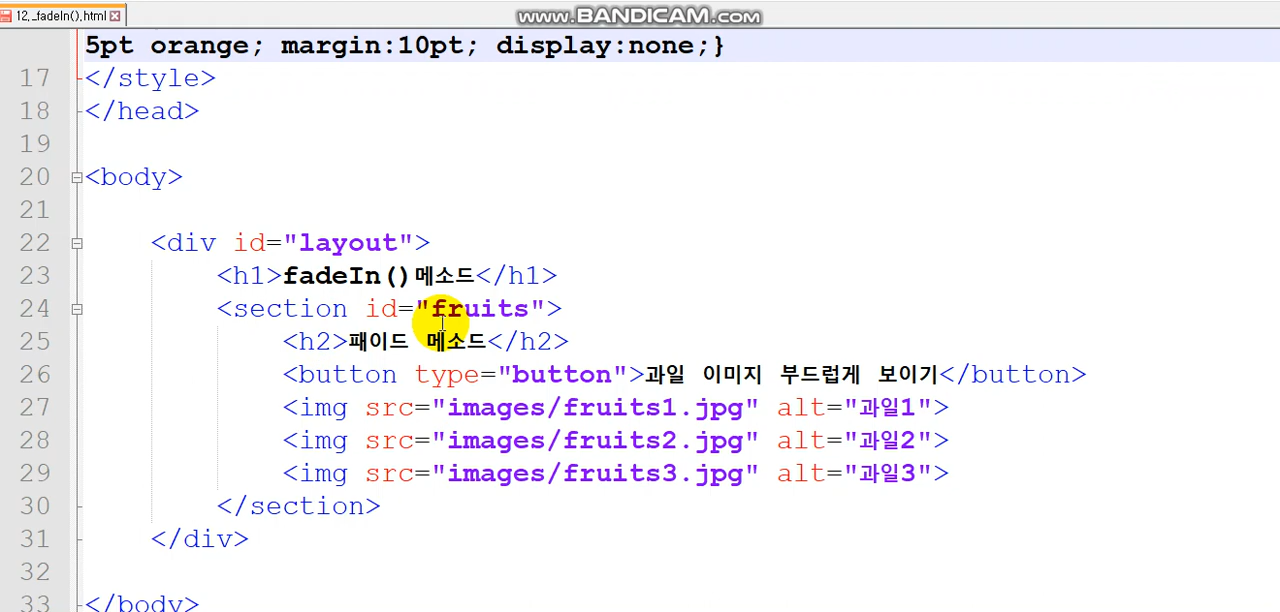 12,_fadeIn(),html
www.BANDICAM.com
5pt orange; margin:10pt; display:none;}
17 </style>
18 </head>
19
20 <body>
21
22 <div id="layout">
23 <h1>fadeIn()메소드</h1>
24 <section id="fruits">
25 <h2>패이드 메소드</h2>
26 <button type="button">과일 이미지 부드럽게 보이기</button>
27 <img src="images/fruits1.jpg" alt="과일1">
28 <img src="images/fruits2.jpg" alt="과일2">
29 <img src="images/fruits3.jpg" alt="과일3">
30 </section>
31 </div>
32
33 </body>